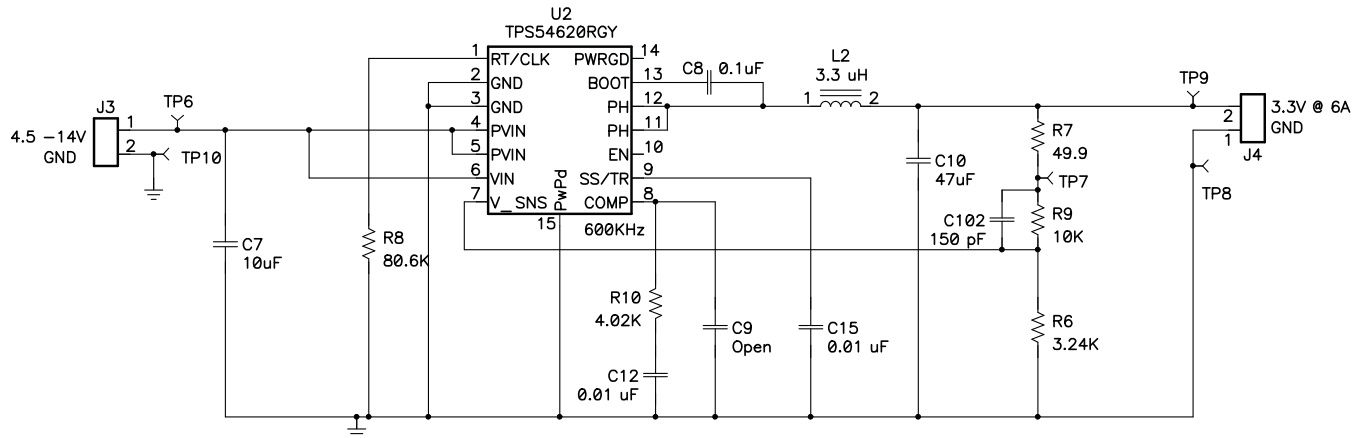 U2
TPS54620RGY
1 RT/CLK PWRGD 14
2 GND BOOT 13
3 GND PH 12
4 PVIN PH 11
5 PVIN EN 10
6 VIN SS/TR 9
7 V_SNS PwPd COMP 8
15
600KHz
J3
4.5 -14V
GND
1
2
TP6
TP10
C7
10uF
R8
80.6K
C8 0.1uF
L2
3.3 uH
1 2
R10
4.02K
C12
0.01 uF
C9
Open
C15
0.01 uF
C10
47uF
C102
150 pF
R7
49.9
TP7
R9
10K
R6
3.24K
TP9
TP8
3.3V @ 6A
2
GND
1
J4